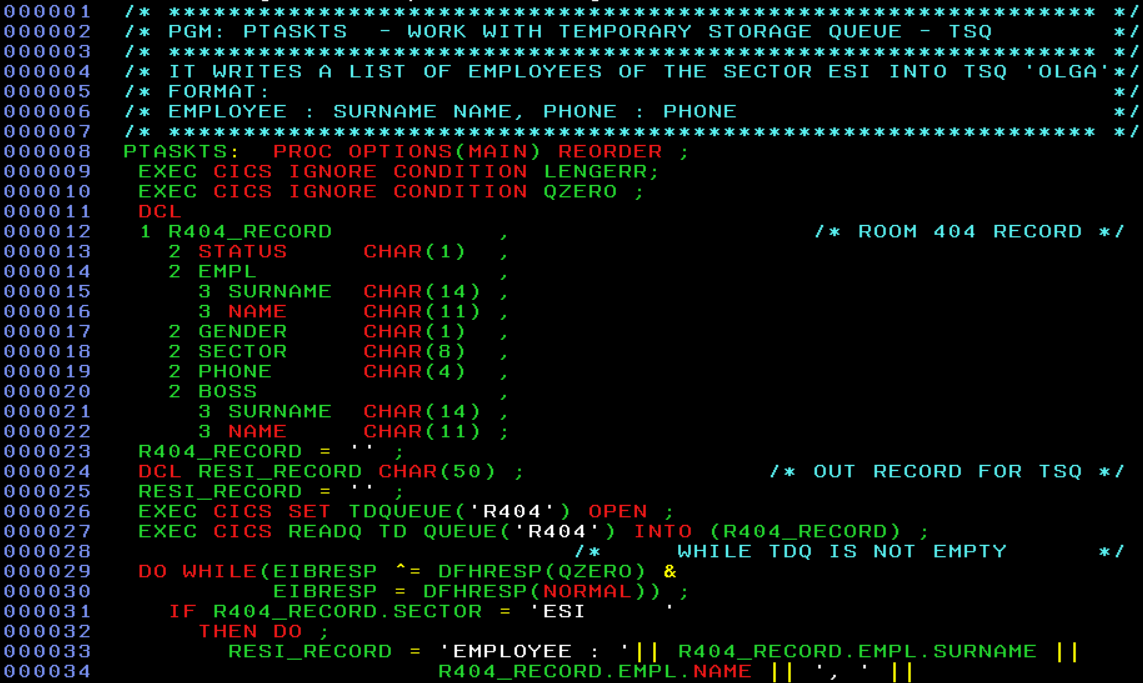 000001  /* ************************************************************** */
000002  /* PGM: PTASKTS  - WORK WITH TEMPORARY STORAGE QUEUE - TSQ        */
000003  /* ************************************************************** */
000004  /* IT WRITES A LIST OF EMPLOYEES OF THE SECTOR ESI INTO TSQ 'OLGA'*/
000005  /* FORMAT:                                                        */
000006  /* EMPLOYEE : SURNAME NAME, PHONE : PHONE                         */
000007  /* ************************************************************** */
000008  PTASKTS:  PROC OPTIONS(MAIN) REORDER ;
000009   EXEC CICS IGNORE CONDITION LENGERR;
000010   EXEC CICS IGNORE CONDITION QZERO ;
000011   DCL
000012   1 R404_RECORD           ,                    /* ROOM 404 RECORD */
000013     2 STATUS     CHAR(1)  ,
000014     2 EMPL                ,
000015       3 SURNAME  CHAR(14) ,
000016       3 NAME     CHAR(11) ,
000017     2 GENDER     CHAR(1)  ,
000018     2 SECTOR     CHAR(8)  ,
000019     2 PHONE      CHAR(4)  ,
000020     2 BOSS                ,
000021       3 SURNAME  CHAR(14) ,
000022       3 NAME     CHAR(11) ;
000023   R404_RECORD = '' ;
000024   DCL RESI_RECORD CHAR(50) ;                /* OUT RECORD FOR TSQ */
000025   RESI_RECORD = '' ;
000026   EXEC CICS SET TDQUEUE('R404') OPEN ;
000027   EXEC CICS READQ TD QUEUE('R404') INTO (R404_RECORD) ;
000028                                /*     WHILE TDQ IS NOT EMPTY      */
000029   DO WHILE(EIBRESP ^= DFHRESP(QZERO) &
000030            EIBRESP = DFHRESP(NORMAL)) ;
000031     IF R404_RECORD.SECTOR = 'ESI     '
000032       THEN DO ;
000033         RESI_RECORD = 'EMPLOYEE : '|| R404_RECORD.EMPL.SURNAME ||
000034                       R404_RECORD.EMPL.NAME || ', ' ||